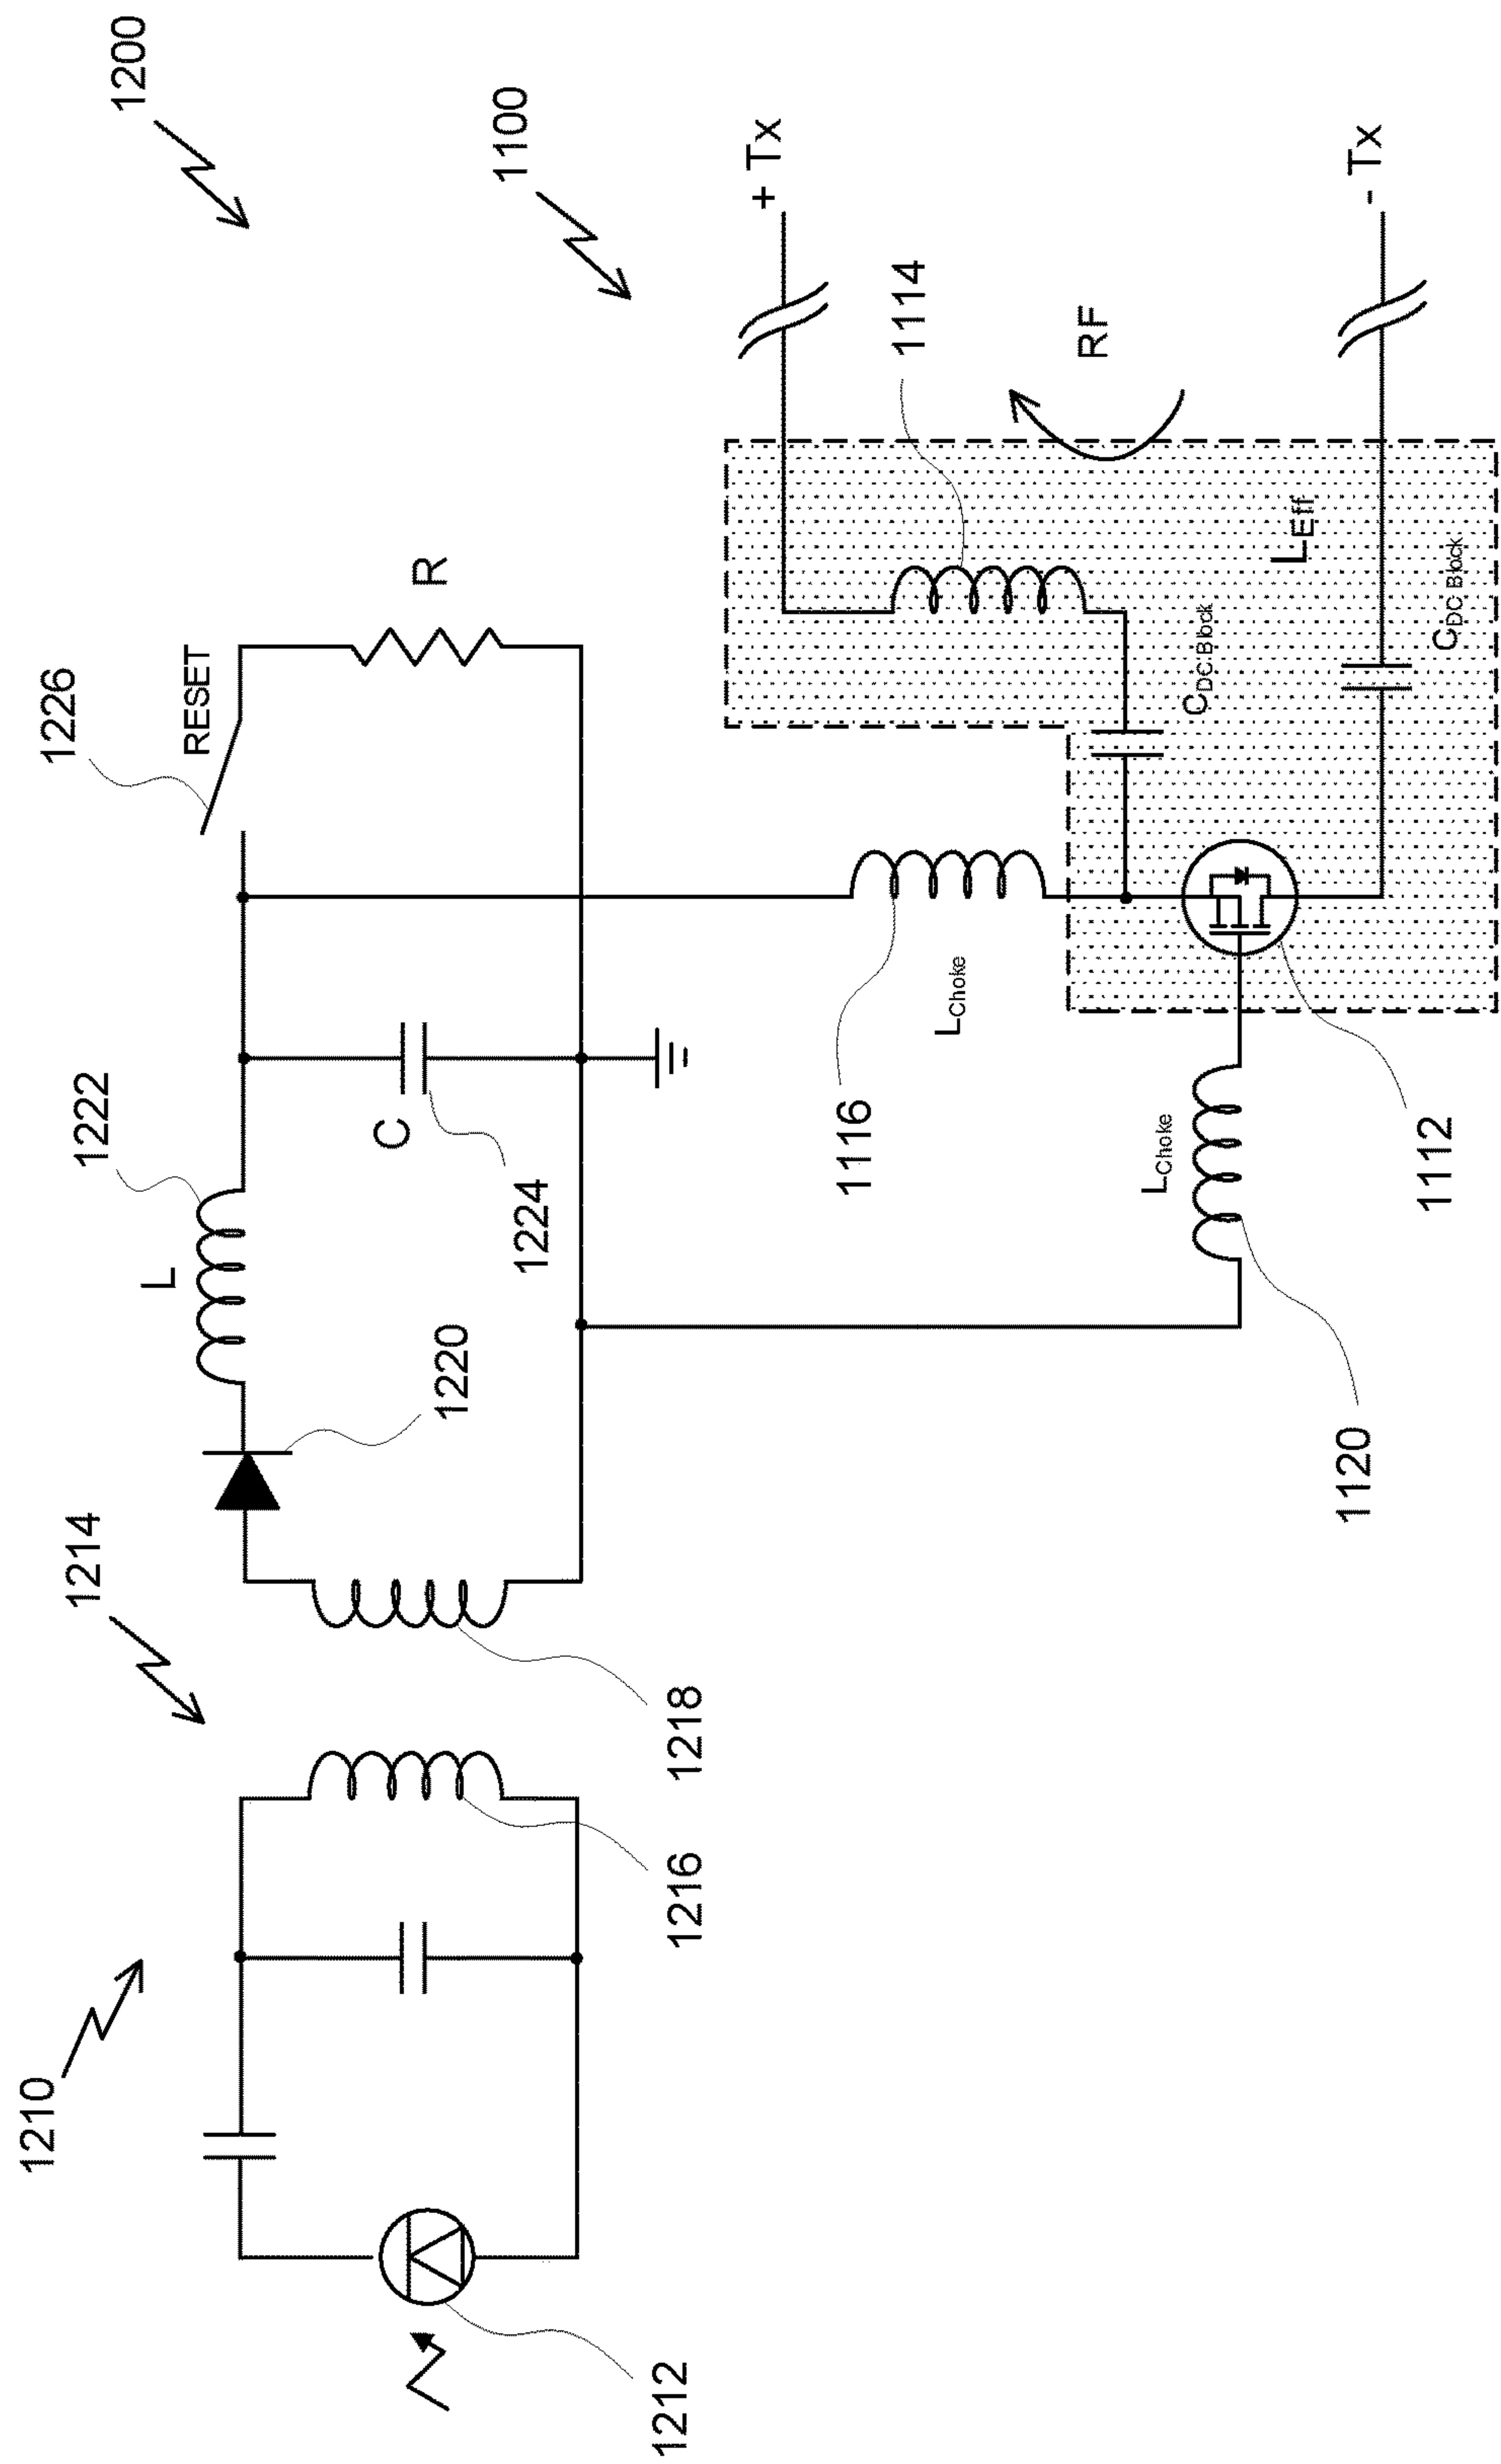 1200
1100
1210
1214
1222
1226
RESET
L
C
R
1212
1216
1218
1220
1224
+ Tx
1114
RF
LEff
CDC Block
- Tx
CDC Block
LChoke
1116
LChoke
1120
1112